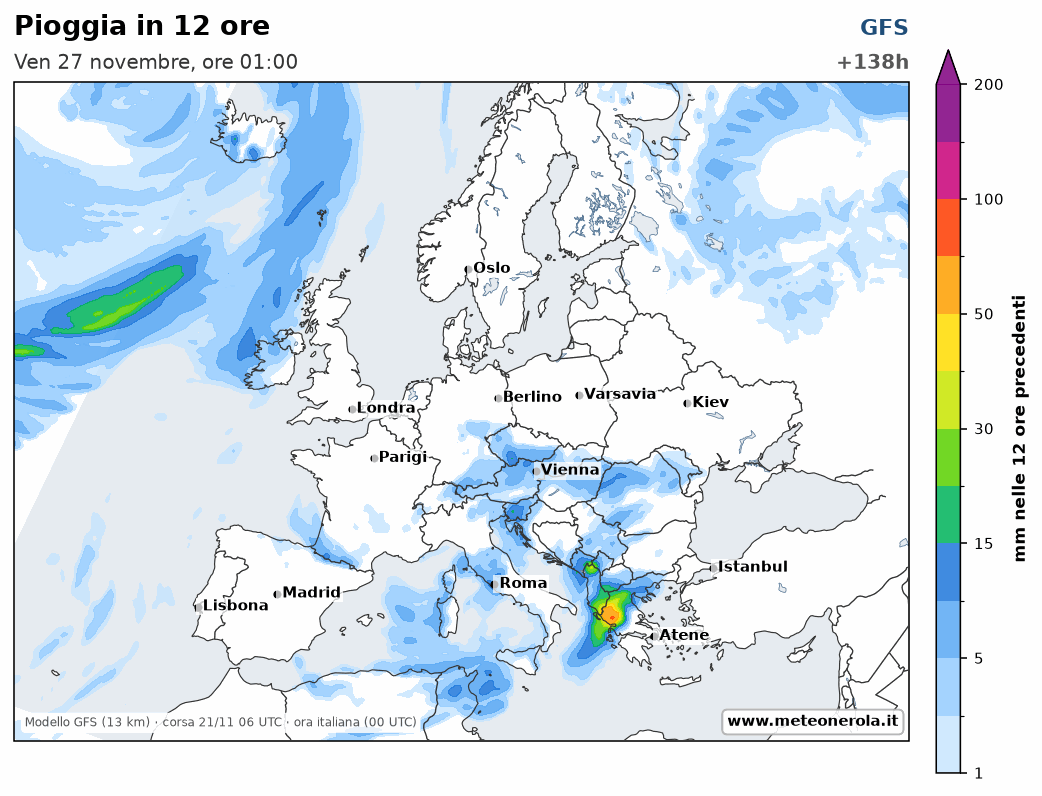 Pioggia in 12 ore
GFS
Ven 27 novembre, ore 01:00
+138h
200
100
50
30
15
5
1
mm nelle 12 ore precedenti
Oslo
Berlino
Varsavia
Kiev
Londra
Parigi
Vienna
Istanbul
Roma
Madrid
Lisbona
Atene
Modello GFS (13 km) · corsa 21/11 06 UTC · ora italiana (00 UTC)
www.meteonerola.it